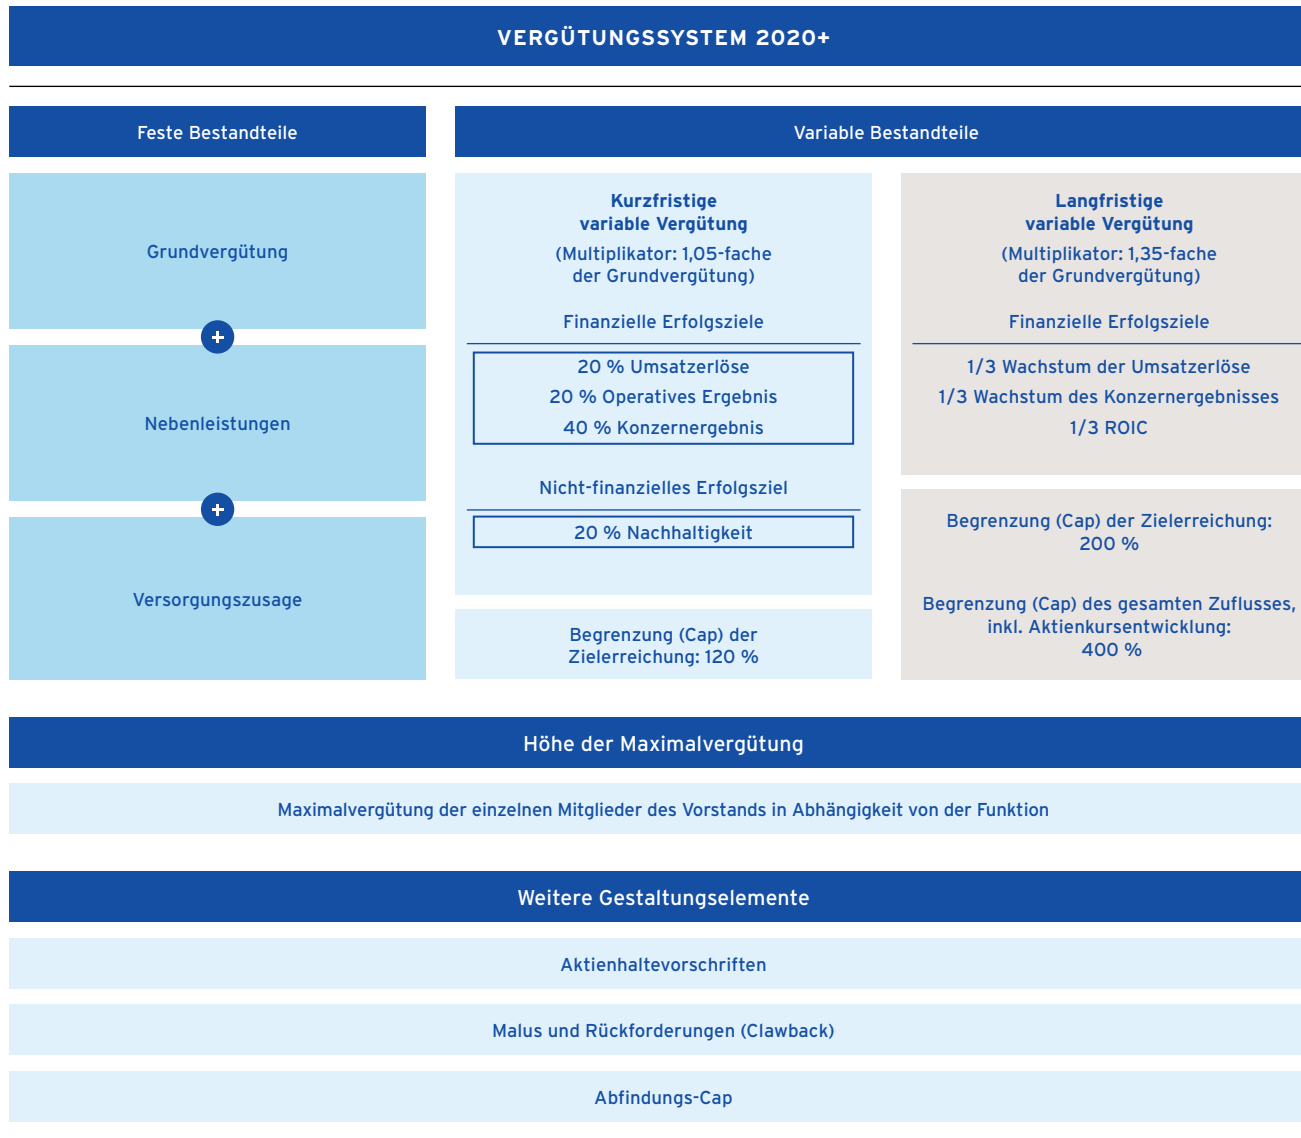 VERGÜTUNGSSYSTEM 2020+
Feste Bestandteile
Grundvergütung
+
Nebenleistungen
+
Versorgungszusage
Variable Bestandteile
Kurzfristige
variable Vergütung
(Multiplikator: 1,05-fache
der Grundvergütung)
Finanzielle Erfolgsziele
20 % Umsatzerlöse
20 % Operatives Ergebnis
40 % Konzernergebnis
Nicht-finanzielles Erfolgsziel
20 % Nachhaltigkeit
Begrenzung (Cap) der
Zielerreichung: 120 %
Langfristige
variable Vergütung
(Multiplikator: 1,35-fache
der Grundvergütung)
Finanzielle Erfolgsziele
1/3 Wachstum der Umsatzerlöse
1/3 Wachstum des Konzernergebnisses
1/3 ROIC
Begrenzung (Cap) der Zielerreichung:
200 %
Begrenzung (Cap) des gesamten Zuflusses,
inkl. Aktienkursentwicklung:
400 %
Höhe der Maximalvergütung
Maximalvergütung der einzelnen Mitglieder des Vorstands in Abhängigkeit von der Funktion
Weitere Gestaltungselemente
Aktienhaltevorschriften
Malus und Rückforderungen (Clawback)
Abfindungs-Cap